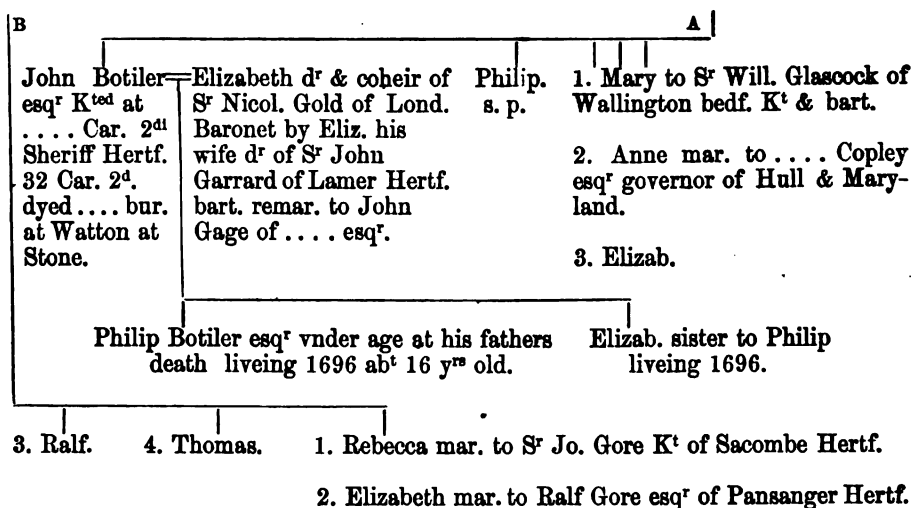 B
A
John Botiler
esqʳ Kᵗᵉᵈ at
.... Car. 2ᵈⁱ
Sheriff Hertf.
32 Car. 2ᵈ.
dyed .... bur.
at Watton at
Stone.
Elizabeth dʳ & coheir of
Sʳ Nicol. Gold of Lond.
Baronet by Eliz. his
wife dʳ of Sʳ John
Garrard of Lamer Hertf.
bart. remar. to John
Gage of .... esqʳ.
Philip.
s. p.
1. Mary to Sʳ Will. Glascock of
Wallington bedf. Kᵗ & bart.
2. Anne mar. to .... Copley
esqʳ governor of Hull & Mary-
land.
3. Elizab.
Philip Botiler esqʳ vnder age at his fathers
death liveing 1696 abᵗ 16 yʳˢ old.
Elizab. sister to Philip
liveing 1696.
3. Ralf.
4. Thomas.
1. Rebecca mar. to Sʳ Jo. Gore Kᵗ of Sacombe Hertf.
2. Elizabeth mar. to Ralf Gore esqʳ of Pansanger Hertf.